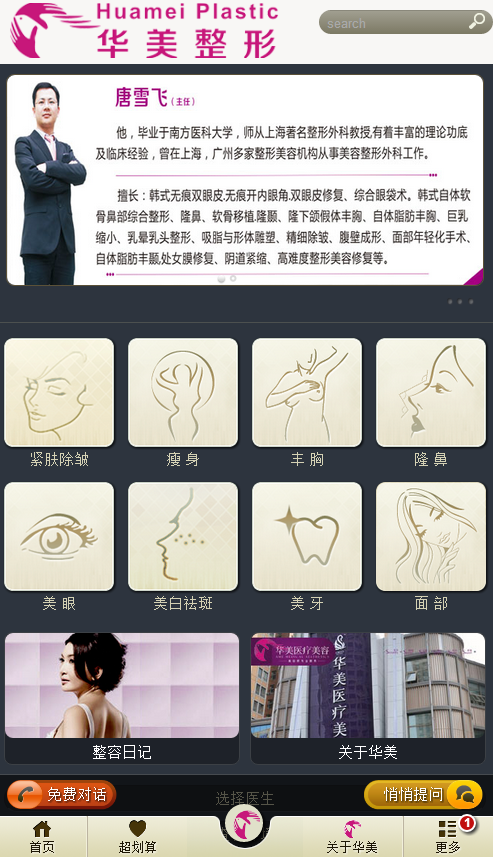 Huamei Plastic
华美整形
search
唐雪飞（主任）
他，毕业于南方医科大学，师从上海著名整形外科教授,有着丰富的理论功底
及临床经验，曾在上海，广州多家整形美容机构从事美容整形外科工作。
擅长：韩式无痕双眼皮.无痕开内眼角.双眼皮修复、综合眼袋术。韩式自体软
骨鼻部综合整形、隆鼻、软骨移植.隆颞、隆下颌假体丰胸、自体脂肪丰胸、巨乳
缩小、乳晕乳头整形、吸脂与形体雕塑、精细除皱、腹壁成形、面部年轻化手术、
自体脂肪丰颞,处女膜修复、阴道紧缩、高难度整形美容修复等。
紧肤除皱
瘦 身
丰 胸
隆 鼻
美 眼
美白祛斑
美 牙
面 部
华美医疗美容
华美医疗美
整容日记
关于华美
免费对话
选择医生
悄悄提问
首页
超划算
关于华美
更多
1